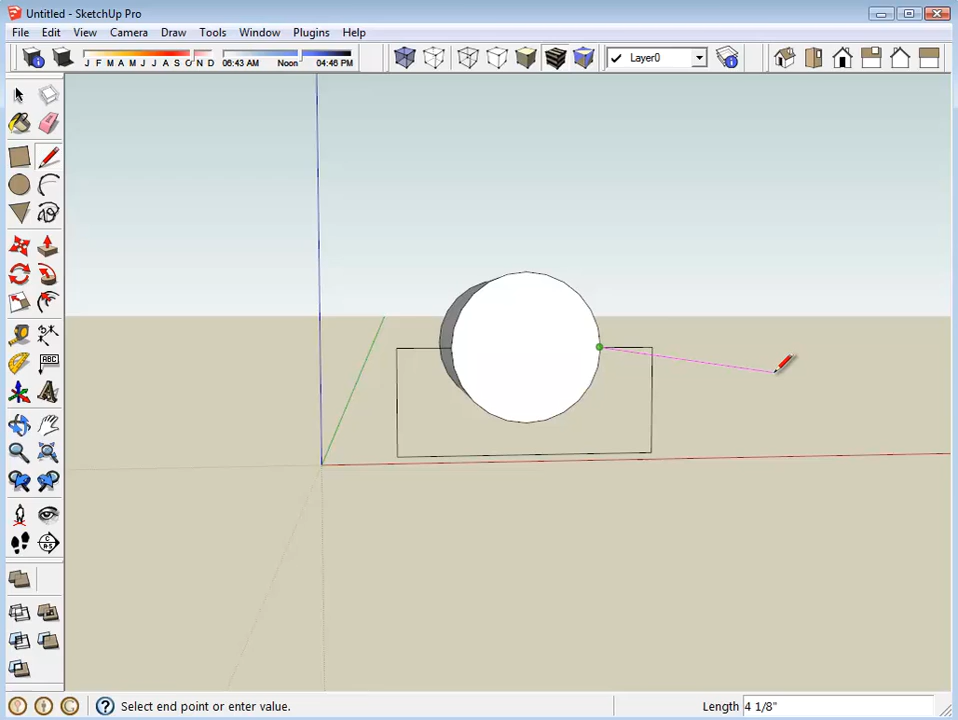 Untitled - SketchUp Pro
File Edit View Camera Draw Tools Window Plugins Help
J F M A M J J A S O N D 06:43 AM Noon 04:46 PM Layer0
ABC
Select end point or enter value. Length 4 1/8"